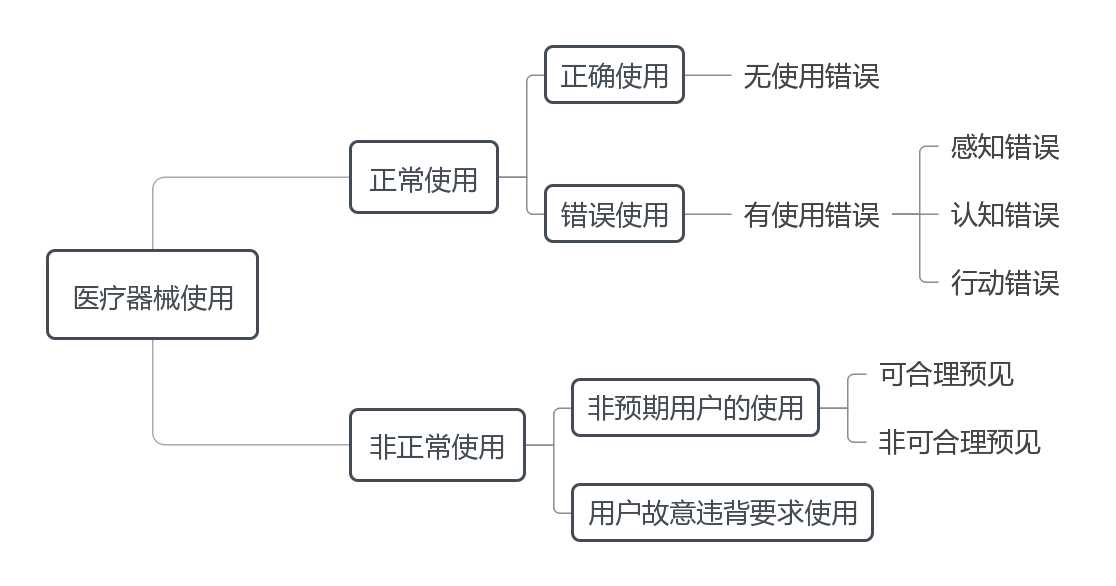 医疗器械使用
正常使用
正确使用
无使用错误
错误使用
有使用错误
感知错误
认知错误
行动错误
非正常使用
非预期用户的使用
可合理预见
非可合理预见
用户故意违背要求使用